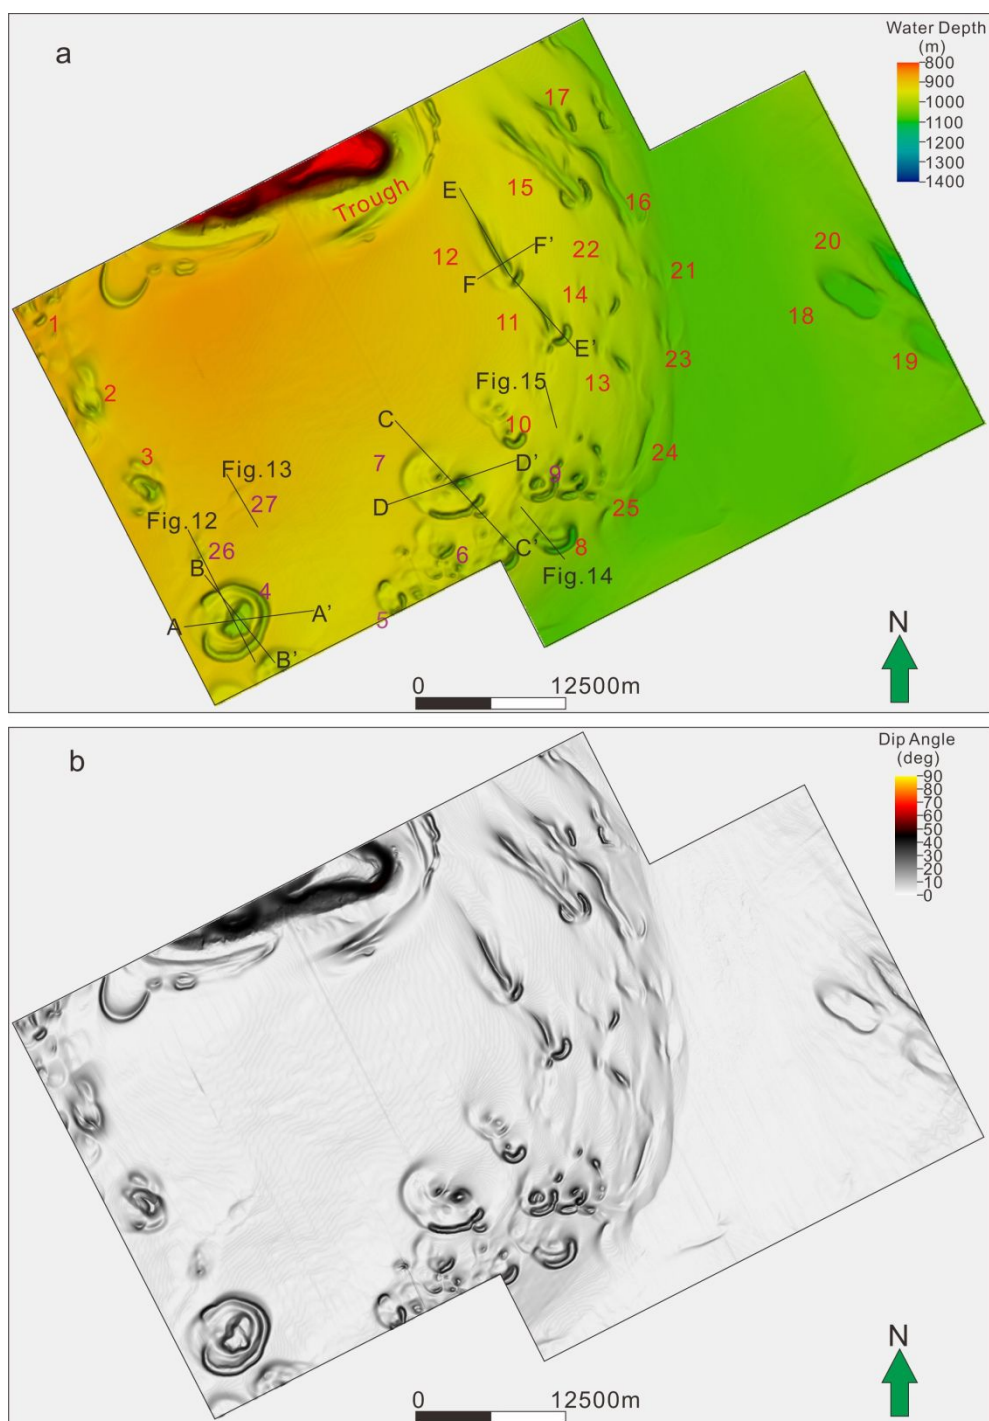 a
Water Depth
(m)
800
900
1000
1100
1200
1300
1400
17
Trough
E
15
16
12
F'
22
20
F
21
14
1
11
18
E'
23
19
2
Fig.15
13
C
10
3
7
D'
9
24
Fig.13
D
27
25
Fig.12
26
6
C'
8
B
Fig.14
4
A
A'
5
N
B'
0
12500m
b
Dip Angle
(deg)
90
80
70
60
50
40
30
20
10
0
N
0
12500m